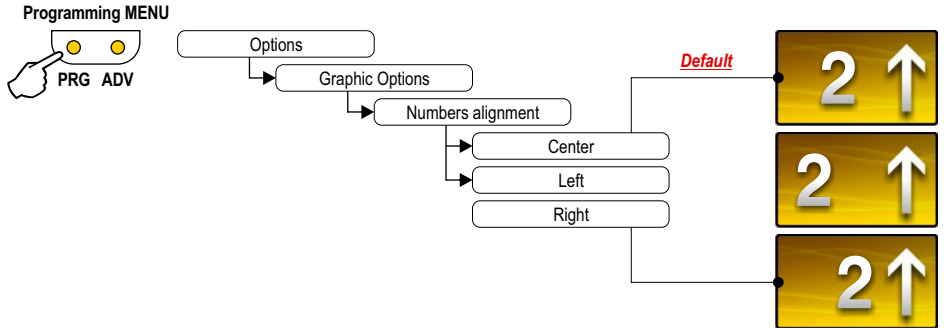 Programming MENU
PRG ADV
Options
Graphic Options
Numbers alignment
Center
Left
Right
Default
2
2
2